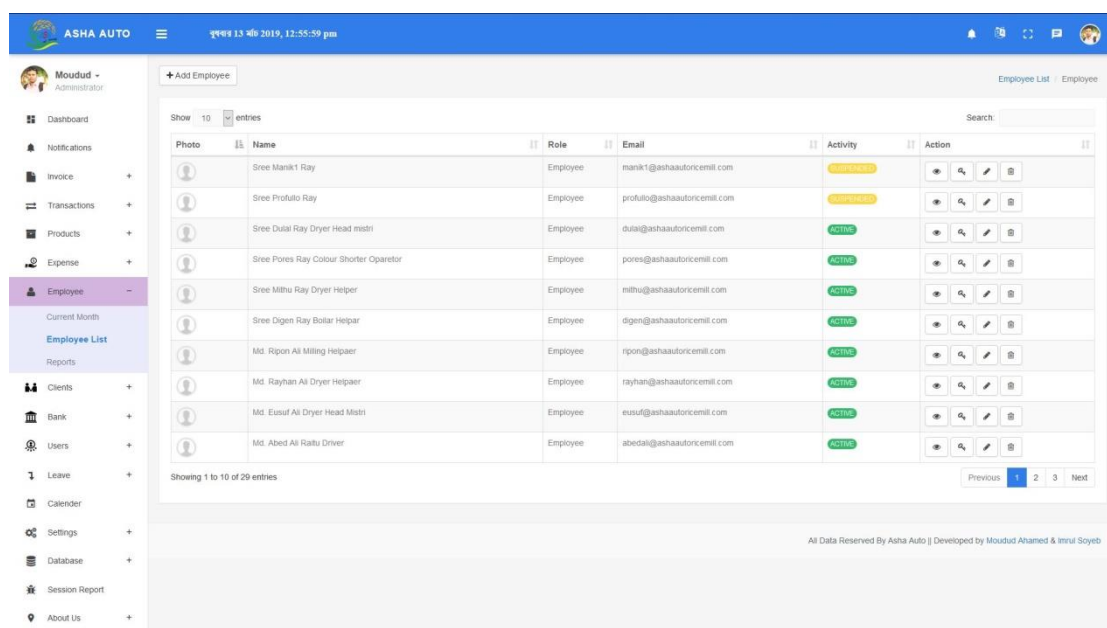 ASHA AUTO
বুধবার 13 মার্চ 2019, 12:55:59 pm
Moudud
Administrator
Dashboard
Notifications
Invoice +
Transactions +
Products +
Expense +
Employee −
Current Month
Employee List
Reports
Clients +
Bank +
Users +
Leave +
Calender
Settings +
Database +
Session Report
About Us +
+ Add Employee
Employee List / Employee
Show 10 entries
Search:
Photo Name Role Email Activity Action
Sree Manik1 Ray Employee manik1@ashaautoricemill.com SUSPENDED
Sree Profullo Ray Employee profullo@ashaautoricemill.com SUSPENDED
Sree Dulal Ray Dryer Head mistri Employee dulal@ashaautoricemill.com ACTIVE
Sree Pores Ray Colour Shorter Oparetor Employee pores@ashaautoricemill.com ACTIVE
Sree Mithu Ray Dryer Helper Employee mithu@ashaautoricemill.com ACTIVE
Sree Digen Ray Boilar Helpar Employee digen@ashaautoricemill.com ACTIVE
Md. Ripon Ali Milling Helpaer Employee ripon@ashaautoricemill.com ACTIVE
Md. Rayhan Ali Dryer Helpaer Employee rayhan@ashaautoricemill.com ACTIVE
Md. Eusuf Ali Dryer Head Mistri Employee eusuf@ashaautoricemill.com ACTIVE
Md. Abed Ali Raitu Driver Employee abedali@ashaautoricemill.com ACTIVE
Showing 1 to 10 of 29 entries
Previous 1 2 3 Next
All Data Reserved By Asha Auto || Developed by Moudud Ahamed & Imrul Soyeb